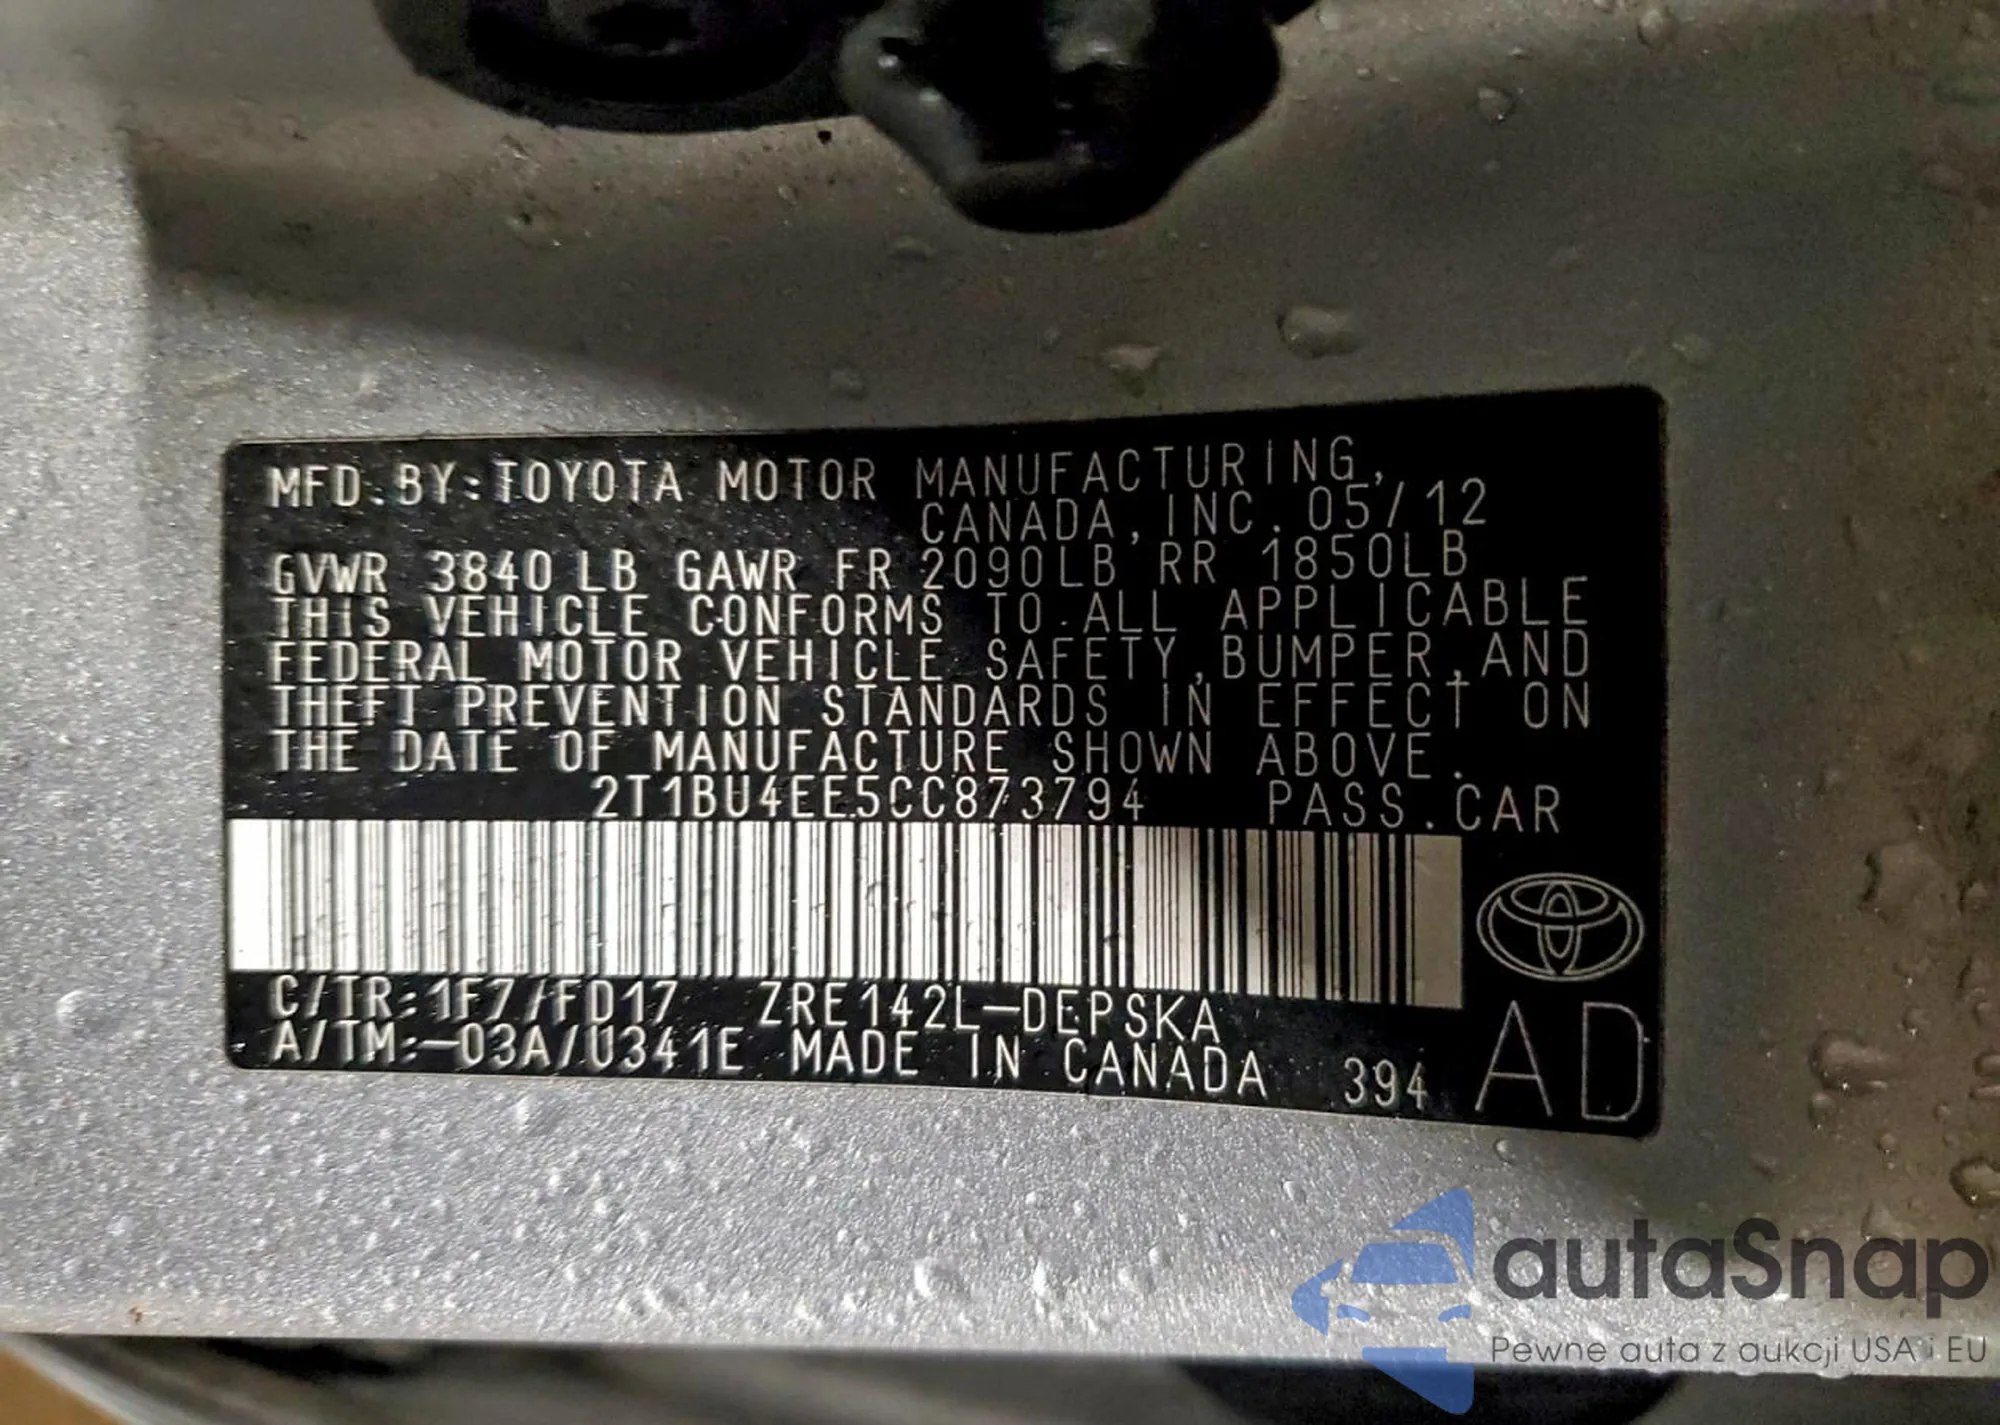 MFD.BY:TOYOTA MOTOR MANUFACTURING,
CANADA,INC. 05/12
GVWR 3840LB GAWR FR 2090LB RR 1850LB
THIS VEHICLE CONFORMS TO ALL APPLICABLE
FEDERAL MOTOR VEHICLE SAFETY,BUMPER,AND
THEFT PREVENTION STANDARDS IN EFFECT ON
THE DATE OF MANUFACTURE SHOWN ABOVE.
2T1BU4EE5CC873794 PASS.CAR
C/TR:1F7/FD17 ZRE142L-DEPSKA
A/TM:-03A/U341E MADE IN CANADA 394 AD
autaSnap
Pewne auta z aukcji USA i EU